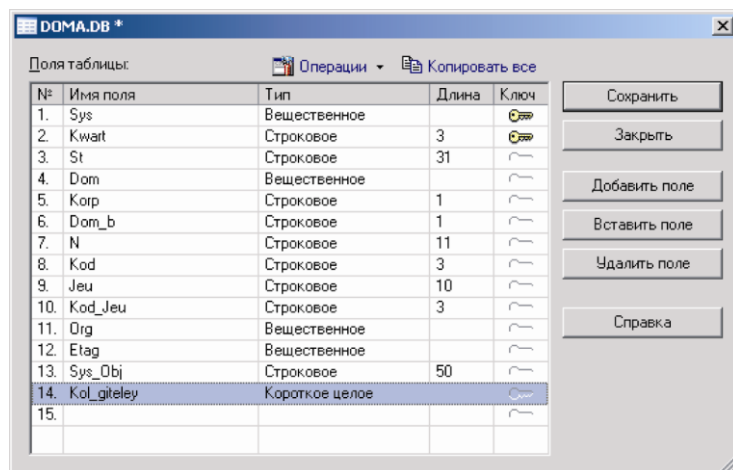 DOMA.DB *
Поля таблицы: Операции Копировать все
№ Имя поля Тип Длина Ключ
1. Sys Вещественное
2. Kwart Строковое 3
3. St Строковое 31
4. Dom Вещественное
5. Korp Строковое 1
6. Dom_b Строковое 1
7. N Строковое 11
8. Kod Строковое 3
9. Jeu Строковое 10
10. Kod_Jeu Строковое 3
11. Org Вещественное
12. Etag Вещественное
13. Sys_Obj Строковое 50
14. Kol_giteley Короткое целое
15.
Сохранить
Закрыть
Добавить поле
Вставить поле
Удалить поле
Справка